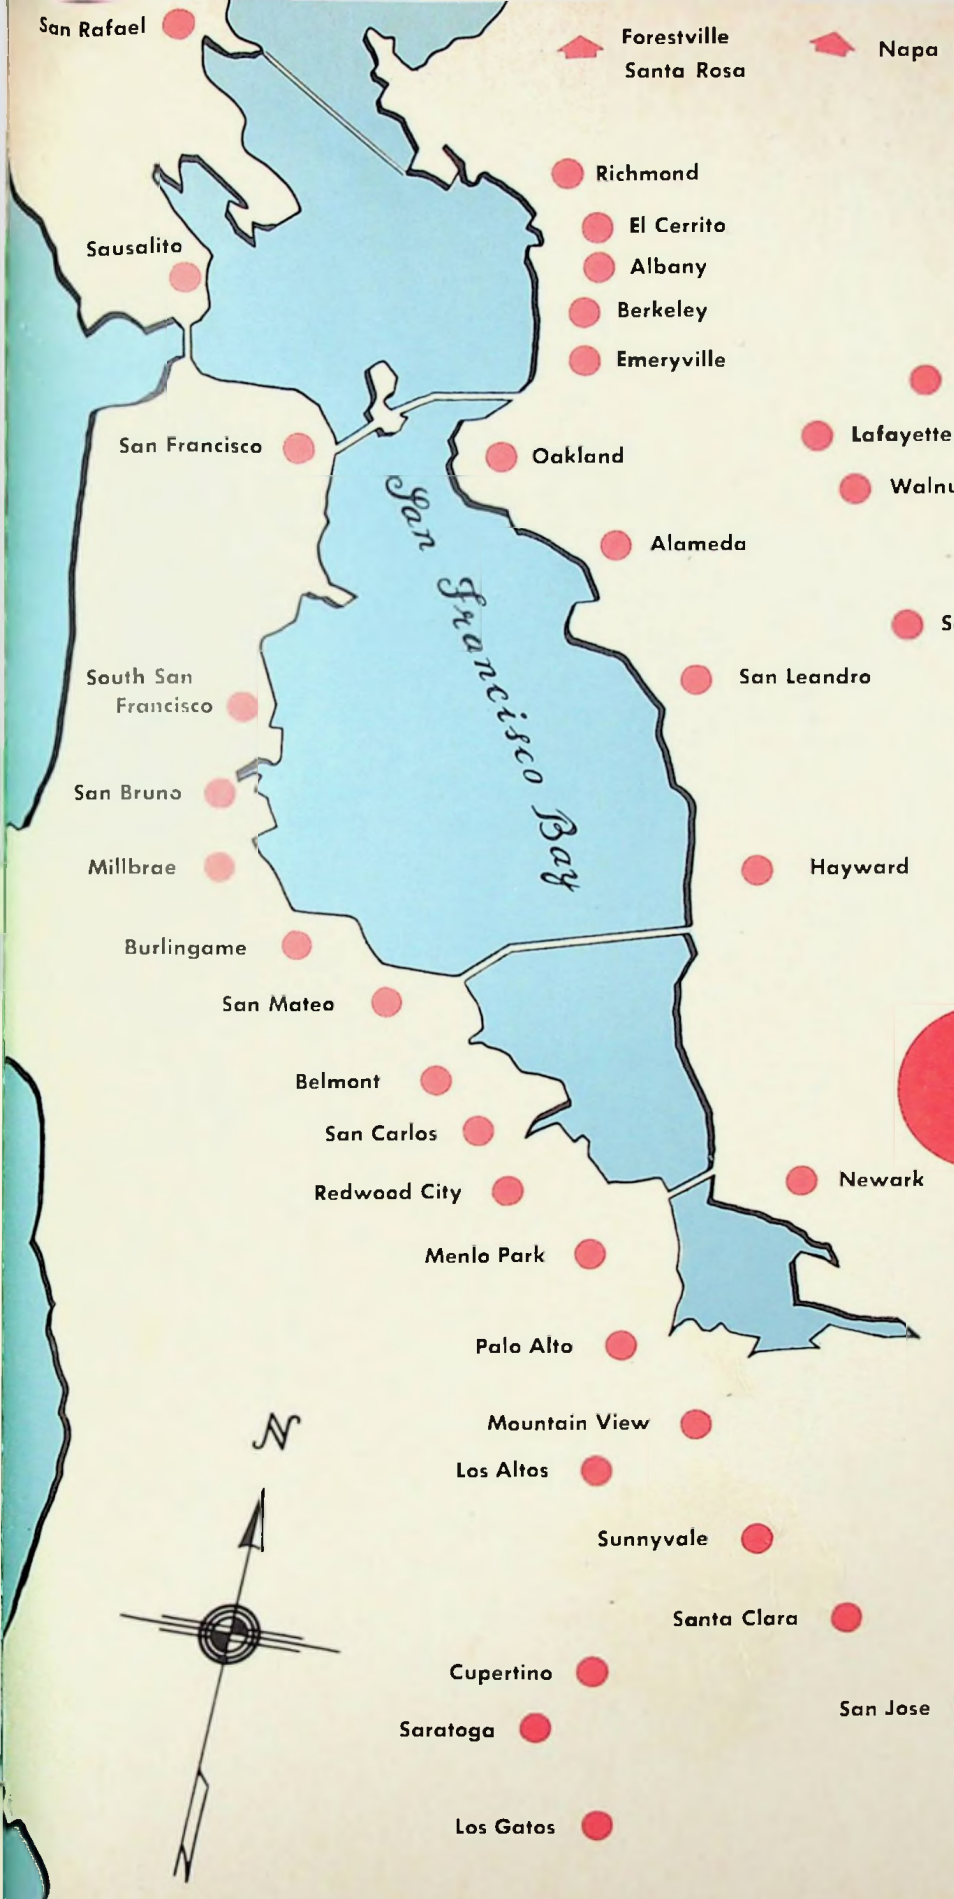 San Rafael
Forestville
Santa Rosa
Napa
Richmond
El Cerrito
Albany
Sausalito
Berkeley
Emeryville
San Francisco
Oakland
Lafayette
Alameda
San Francisco Bay
San Leandro
South San
Francisco
San Bruno
Millbrae
Hayward
Burlingame
San Mateo
Belmont
San Carlos
Redwood City
Newark
Menlo Park
Palo Alto
Mountain View
N
Los Altos
Sunnyvale
Santa Clara
Cupertino
San Jose
Saratoga
Los Gatos